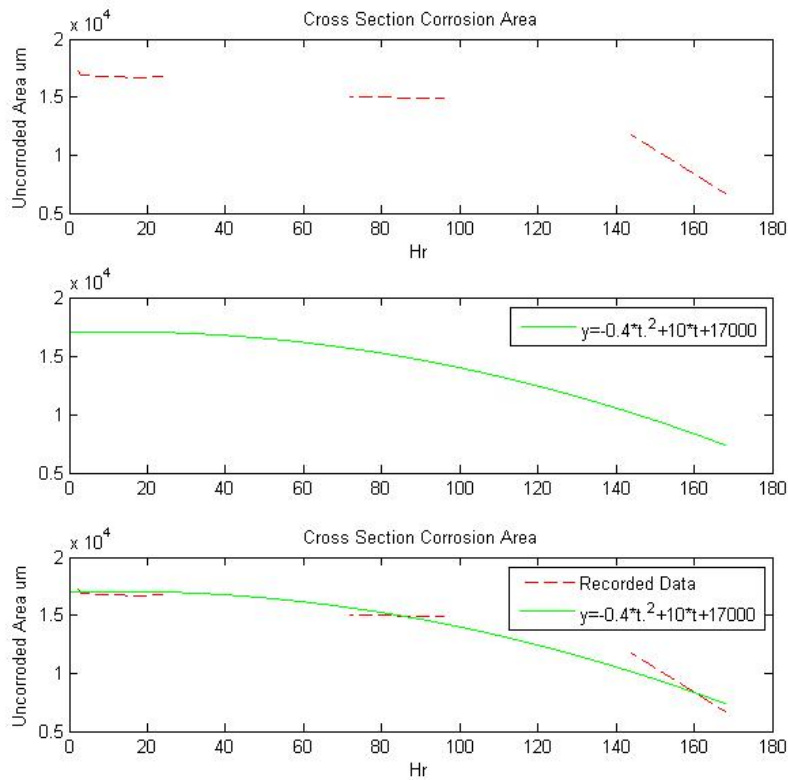 Cross Section Corrosion Area
x 10^4
2
1.5
1
0.5
Uncorroded Area um
0 20 40 60 80 100 120 140 160 180
Hr
x 10^4
2
1.5
1
0.5
y=-0.4*t.^2+10*t+17000
0 20 40 60 80 100 120 140 160 180
Cross Section Corrosion Area
x 10^4
2
1.5
1
0.5
Uncorroded Area um
Recorded Data
y=-0.4*t.^2+10*t+17000
0 20 40 60 80 100 120 140 160 180
Hr